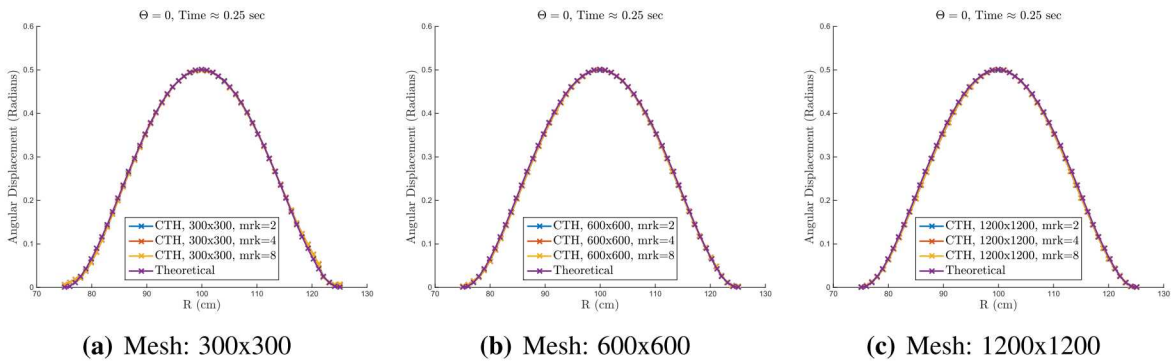 Θ = 0, Time ≈ 0.25 sec
0.6
0.5
0.4
0.3
0.2
0.1
0
Angular Displacement (Radians)
CTH, 300x300, mrk=2
CTH, 300x300, mrk=4
CTH, 300x300, mrk=8
Theoretical
70 80 90 100 110 120 130
R (cm)
(a) Mesh: 300x300
Θ = 0, Time ≈ 0.25 sec
0.6
0.5
0.4
0.3
0.2
0.1
0
Angular Displacement (Radians)
CTH, 600x600, mrk=2
CTH, 600x600, mrk=4
CTH, 600x600, mrk=8
Theoretical
70 80 90 100 110 120 130
R (cm)
(b) Mesh: 600x600
Θ = 0, Time ≈ 0.25 sec
0.6
0.5
0.4
0.3
0.2
0.1
0
Angular Displacement (Radians)
CTH, 1200x1200, mrk=2
CTH, 1200x1200, mrk=4
CTH, 1200x1200, mrk=8
Theoretical
70 80 90 100 110 120 130
R (cm)
(c) Mesh: 1200x1200